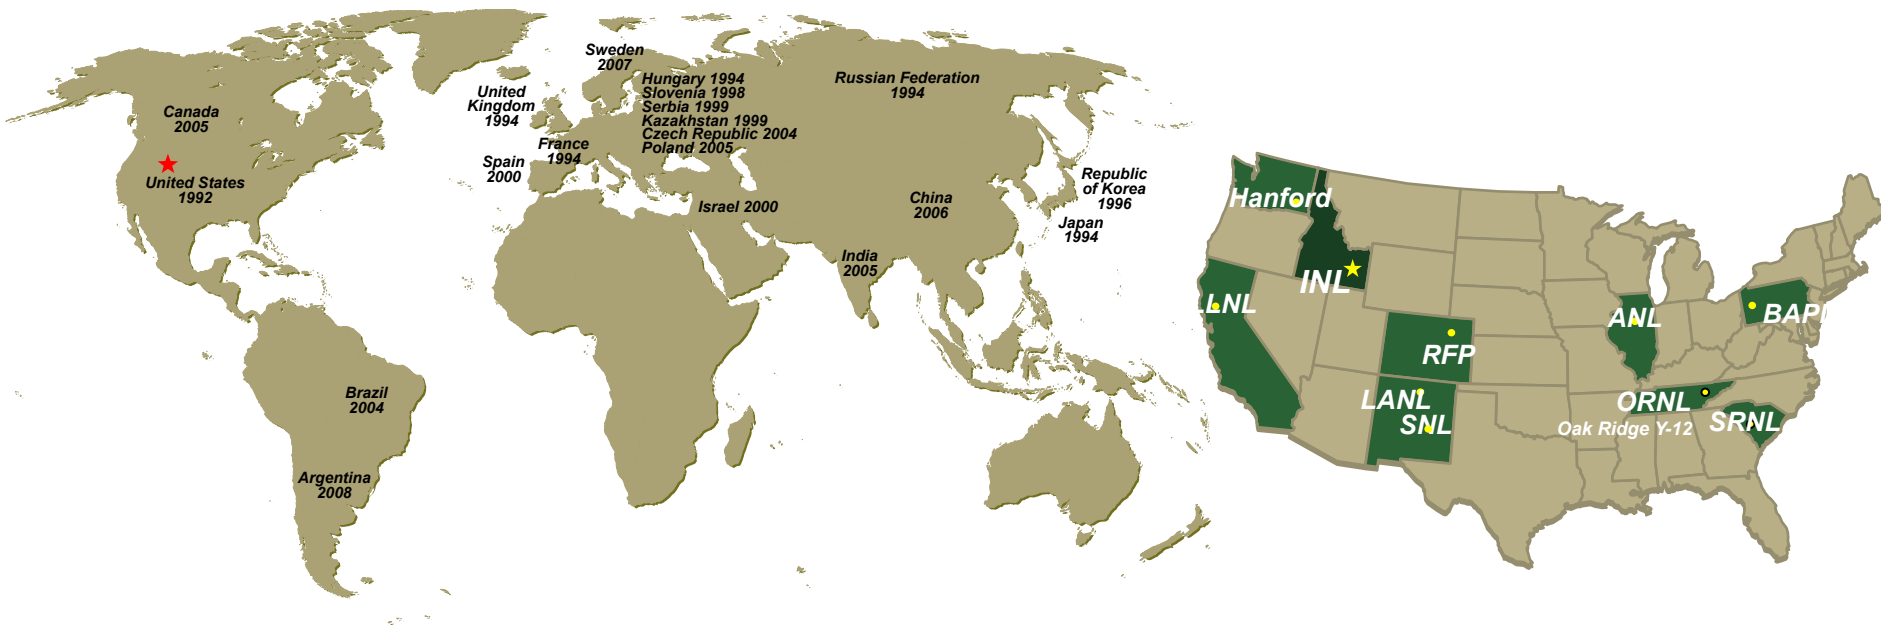 Sweden
2007
Hungary 1994
Slovenia 1998
Serbia 1999
Kazakhstan 1999
Czech Republic 2004
Poland 2005
Russian Federation
1994
United
Kingdom
1994
Canada
2005
France
1994
Spain
2000
United States
1992
Israel 2000
China
2006
Republic
of Korea
1996
Japan
1994
India
2005
Brazil
2004
Argentina
2008
Hanford
INL
LLNL
ANL
BAPL
RFP
LANL
SNL
ORNL
Oak Ridge Y-12
SRNL